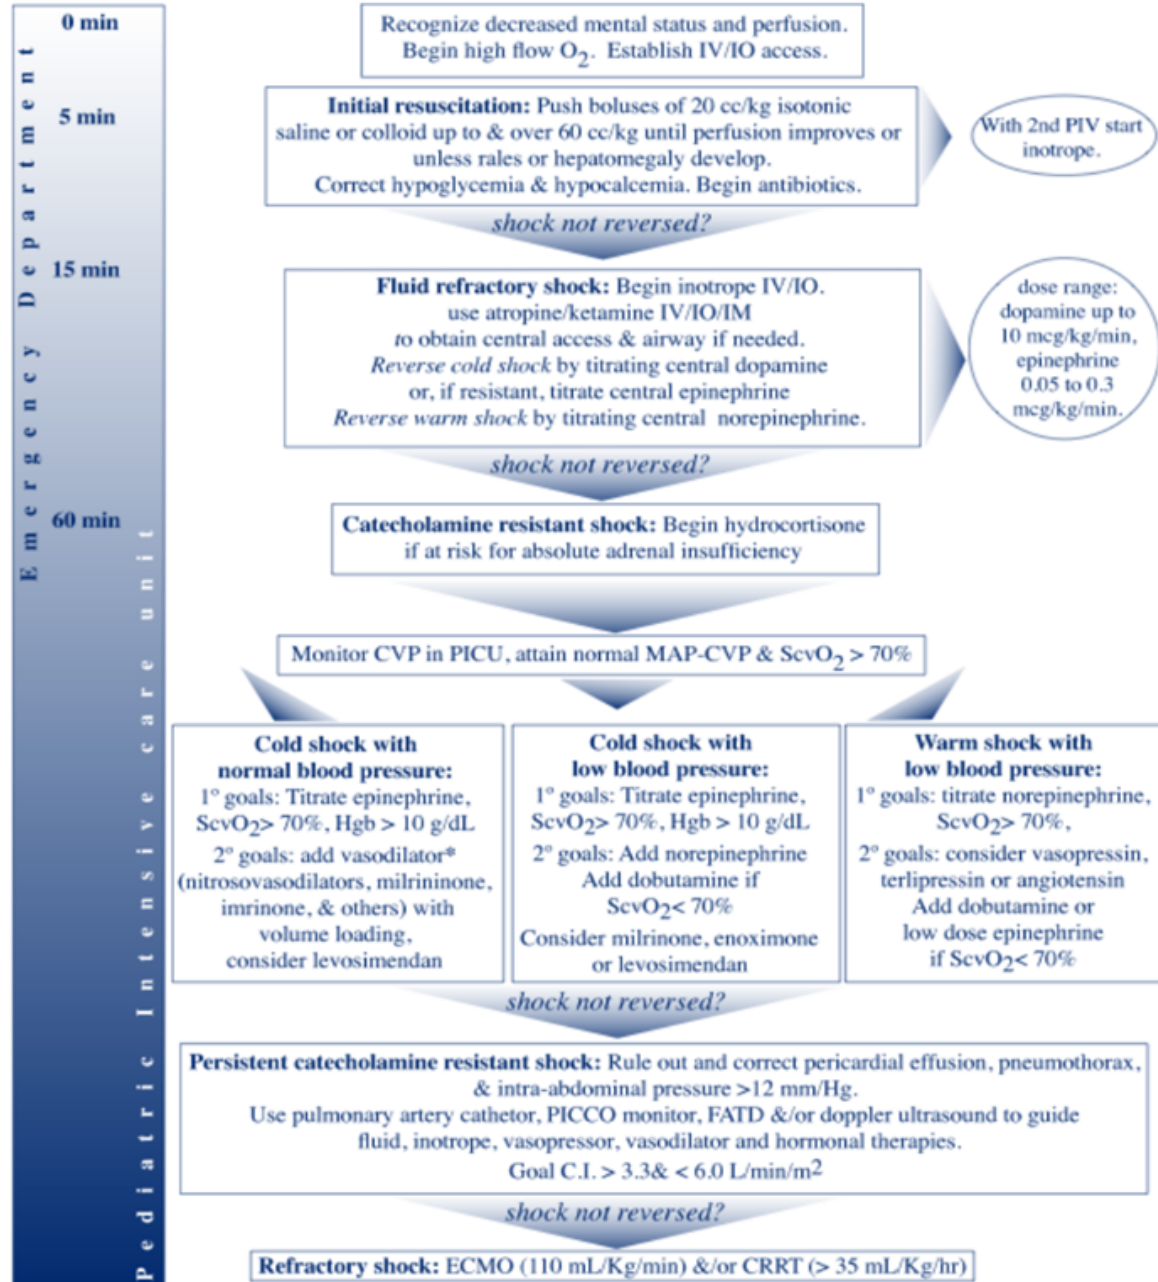 0 min
Recognize decreased mental status and perfusion.
Begin high flow O2. Establish IV/IO access.
5 min
Initial resuscitation: Push boluses of 20 cc/kg isotonic
saline or colloid up to & over 60 cc/kg until perfusion improves or
unless rales or hepatomegaly develop.
Correct hypoglycemia & hypocalcemia. Begin antibiotics.
With 2nd PIV start
inotrope.
shock not reversed?
15 min
Fluid refractory shock: Begin inotrope IV/IO.
use atropine/ketamine IV/IO/IM
to obtain central access & airway if needed.
Reverse cold shock by titrating central dopamine
or, if resistant, titrate central epinephrine
Reverse warm shock by titrating central norepinephrine.
dose range:
dopamine up to
10 mcg/kg/min,
epinephrine
0.05 to 0.3
mcg/kg/min.
shock not reversed?
60 min
Catecholamine resistant shock: Begin hydrocortisone
if at risk for absolute adrenal insufficiency
Monitor CVP in PICU, attain normal MAP-CVP & ScvO2 > 70%
Cold shock with
normal blood pressure:
1º goals: Titrate epinephrine,
ScvO2> 70%, Hgb > 10 g/dL
2º goals: add vasodilator*
(nitrosovasodilators, milrininone,
imrinone, & others) with
volume loading,
consider levosimendan
Cold shock with
low blood pressure:
1º goals: Titrate epinephrine,
ScvO2> 70%, Hgb > 10 g/dL
2º goals: Add norepinephrine
Add dobutamine if
ScvO2< 70%
Consider milrinone, enoximone
or levosimendan
Warm shock with
low blood pressure:
1º goals: titrate norepinephrine,
ScvO2> 70%,
2º goals: consider vasopressin,
terlipressin or angiotensin
Add dobutamine or
low dose epinephrine
if ScvO2< 70%
shock not reversed?
Persistent catecholamine resistant shock: Rule out and correct pericardial effusion, pneumothorax,
& intra-abdominal pressure >12 mm/Hg.
Use pulmonary artery cathetor, PICCO monitor, FATD &/or doppler ultrasound to guide
fluid, inotrope, vasopressor, vasodilator and hormonal therapies.
Goal C.I. > 3.3& < 6.0 L/min/m2
shock not reversed?
Refractory shock: ECMO (110 mL/Kg/min) &/or CRRT (> 35 mL/Kg/hr)
Emergency Department
Pediatric Intensive care unit